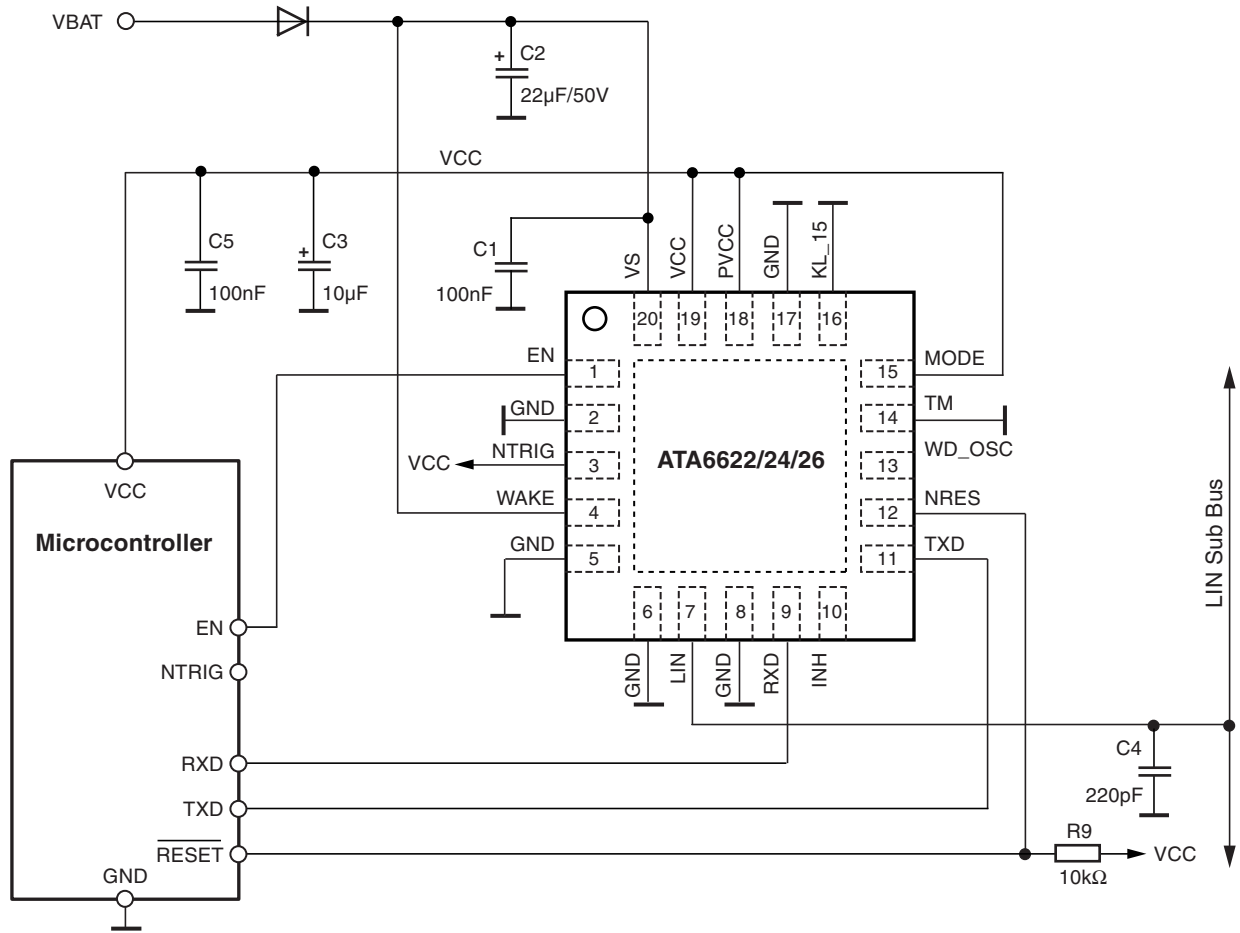 VBAT
C2
+
22µF/50V
VCC
C5
100nF
+
C3
10µF
C1
100nF
VS
VCC
PVCC
GND
KL_15
20
19
18
17
16
EN
1
GND
2
VCC
NTRIG
3
WAKE
4
GND
5
ATA6622/24/26
15
MODE
14
TM
13
WD_OSC
12
NRES
11
TXD
6
7
8
9
10
GND
LIN
GND
RXD
INH
VCC
Microcontroller
EN
NTRIG
RXD
TXD
RESET
GND
LIN Sub Bus
C4
220pF
R9
10kΩ
VCC